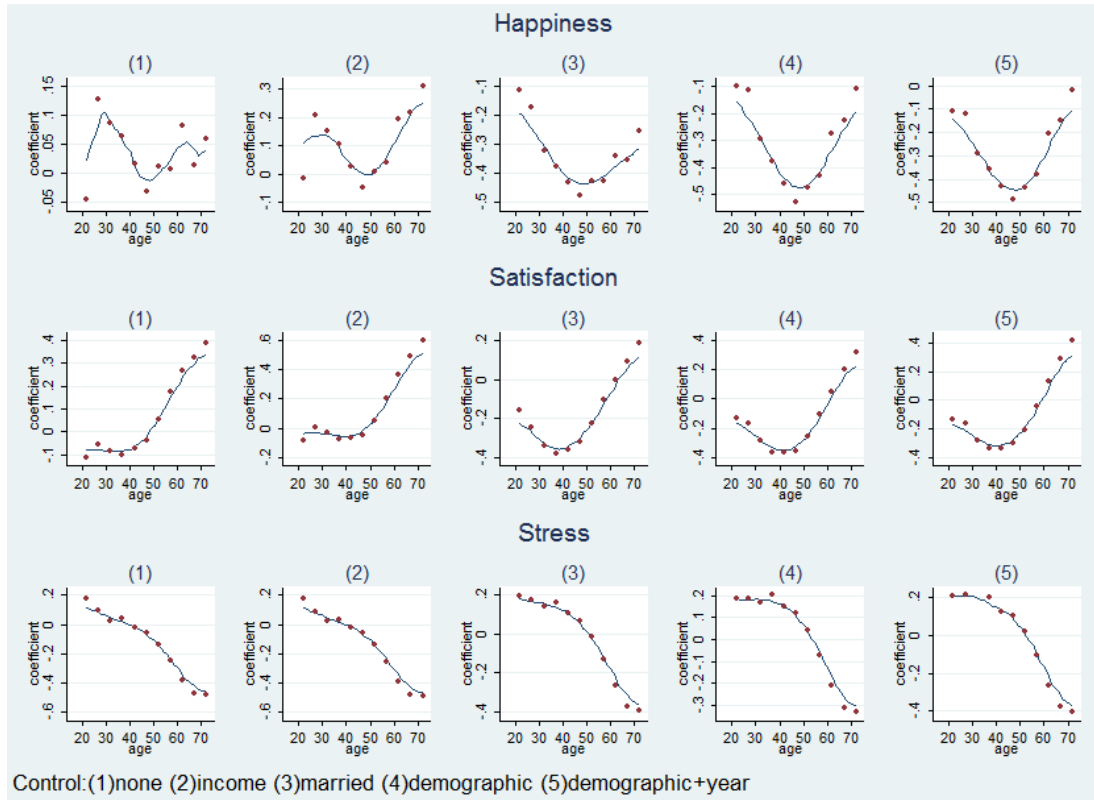 Happiness
(1) (2) (3) (4) (5)
coefficient -.05 0 .05 .1 .15
coefficient -.1 0 .1 .2 .3
coefficient -.5 -.4 -.3 -.2 -.1
coefficient -.5 -.4 -.3 -.2 -.1
coefficient -.5 -.4 -.3 -.2 -.1 0
20 30 40 50 60 70 20 30 40 50 60 70 20 30 40 50 60 70 20 30 40 50 60 70 20 30 40 50 60 70
age age age age age
Satisfaction
(1) (2) (3) (4) (5)
coefficient -.1 0 .1 .2 .3 .4
coefficient -.2 0 .2 .4 .6
coefficient -.4 -.2 0 .2
coefficient -.4 -.2 0 .2 .4
coefficient -.4 -.2 0 .2 .4
20 30 40 50 60 70 20 30 40 50 60 70 20 30 40 50 60 70 20 30 40 50 60 70 20 30 40 50 60 70
age age age age age
Stress
(1) (2) (3) (4) (5)
coefficient -.6 -.4 -.2 0 .2
coefficient -.6 -.4 -.2 0 .2
coefficient -.4 -.2 0 .2
coefficient -.3 -.2 -.1 0 .1 .2
coefficient -.4 -.2 0 .2
20 30 40 50 60 70 20 30 40 50 60 70 20 30 40 50 60 70 20 30 40 50 60 70 20 30 40 50 60 70
age age age age age
Control:(1)none (2)income (3)married (4)demographic (5)demographic+year